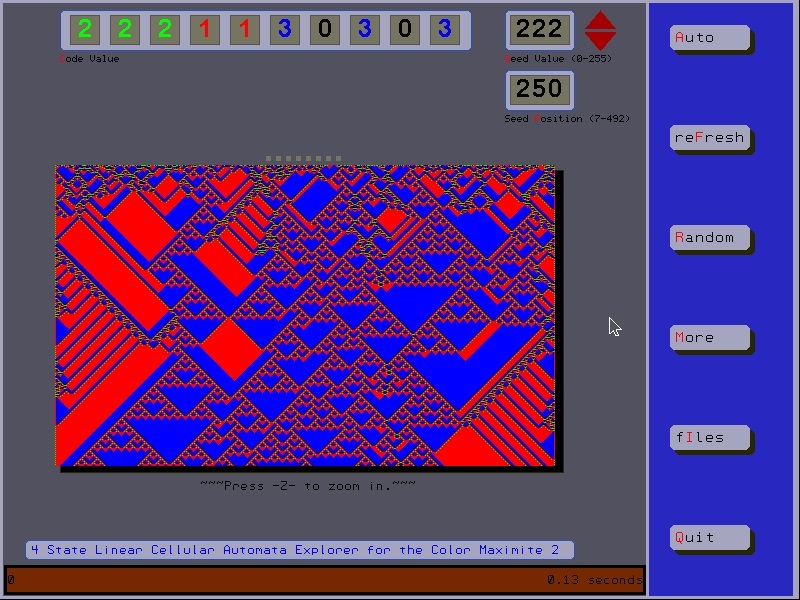 2 2 2 1 1 3 0 3 0 3
Code Value
222
Seed Value (0-255)
250
Seed Position (7-492)
Auto
reFresh
Random
More
fIles
Quit
~~~Press -Z- to zoom in.~~~
4 State Linear Cellular Automata Explorer for the Color Maximite 2
0
0.13 seconds